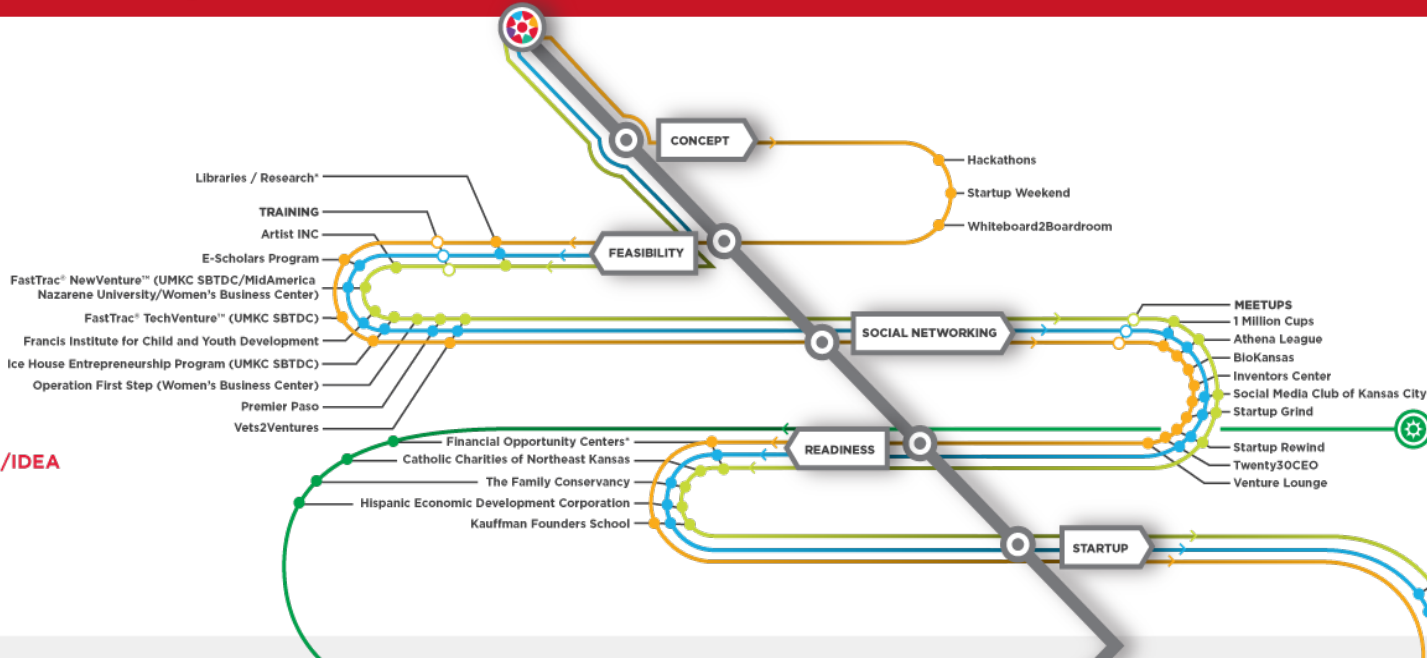 CONCEPT
Hackathons
Startup Weekend
Whiteboard2Boardroom
Libraries / Research*
TRAINING
Artist INC
E-Scholars Program
FastTrac® NewVenture™ (UMKC SBTDC/MidAmerica
Nazarene University/Women's Business Center)
FastTrac® TechVenture™ (UMKC SBTDC)
Francis Institute for Child and Youth Development
Ice House Entrepreneurship Program (UMKC SBTDC)
Operation First Step (Women's Business Center)
Premier Paso
Vets2Ventures
FEASIBILITY
SOCIAL NETWORKING
MEETUPS
1 Million Cups
Athena League
BioKansas
Inventors Center
Social Media Club of Kansas City
Startup Grind
Startup Rewind
Twenty30CEO
Venture Lounge
/IDEA
Financial Opportunity Centers*
Catholic Charities of Northeast Kansas
The Family Conservancy
Hispanic Economic Development Corporation
Kauffman Founders School
READINESS
STARTUP